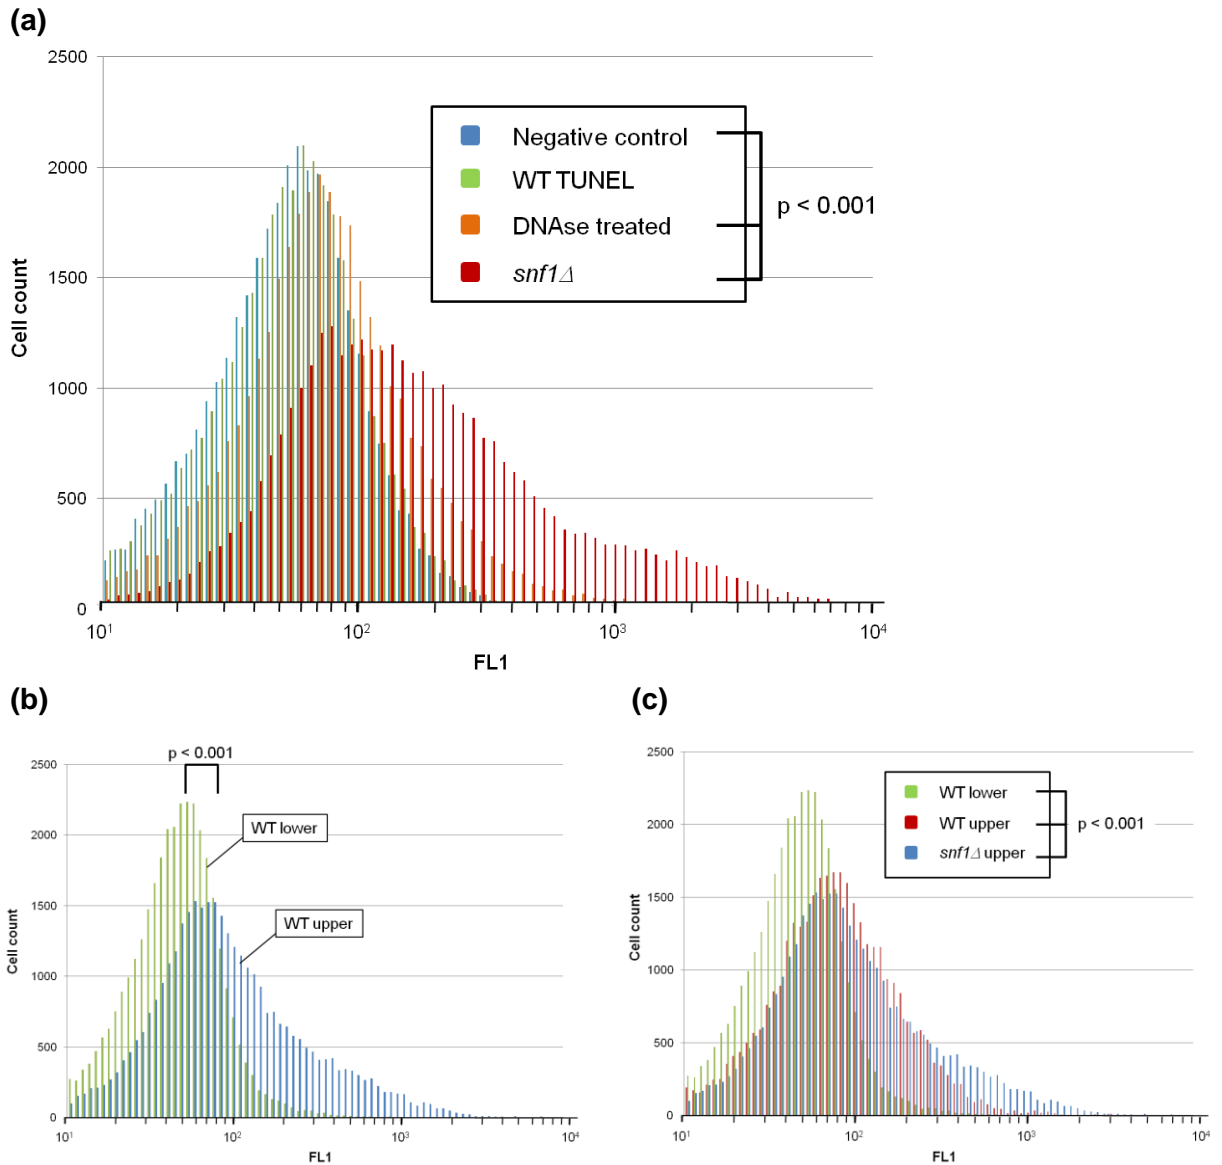 (a)
2500
2000
1500
1000
500
0
Cell count
Negative control
WT TUNEL
DNAse treated
snf1Δ
p < 0.001
10¹ 10² 10³ 10⁴
FL1
(b)
p < 0.001
2500
2000
1500
1000
500
0
Cell count
WT lower
WT upper
10¹ 10² 10³ 10⁴
FL1
(c)
2500
2000
1500
1000
500
0
Cell count
WT lower
WT upper
snf1Δ upper
p < 0.001
10¹ 10² 10³ 10⁴
FL1